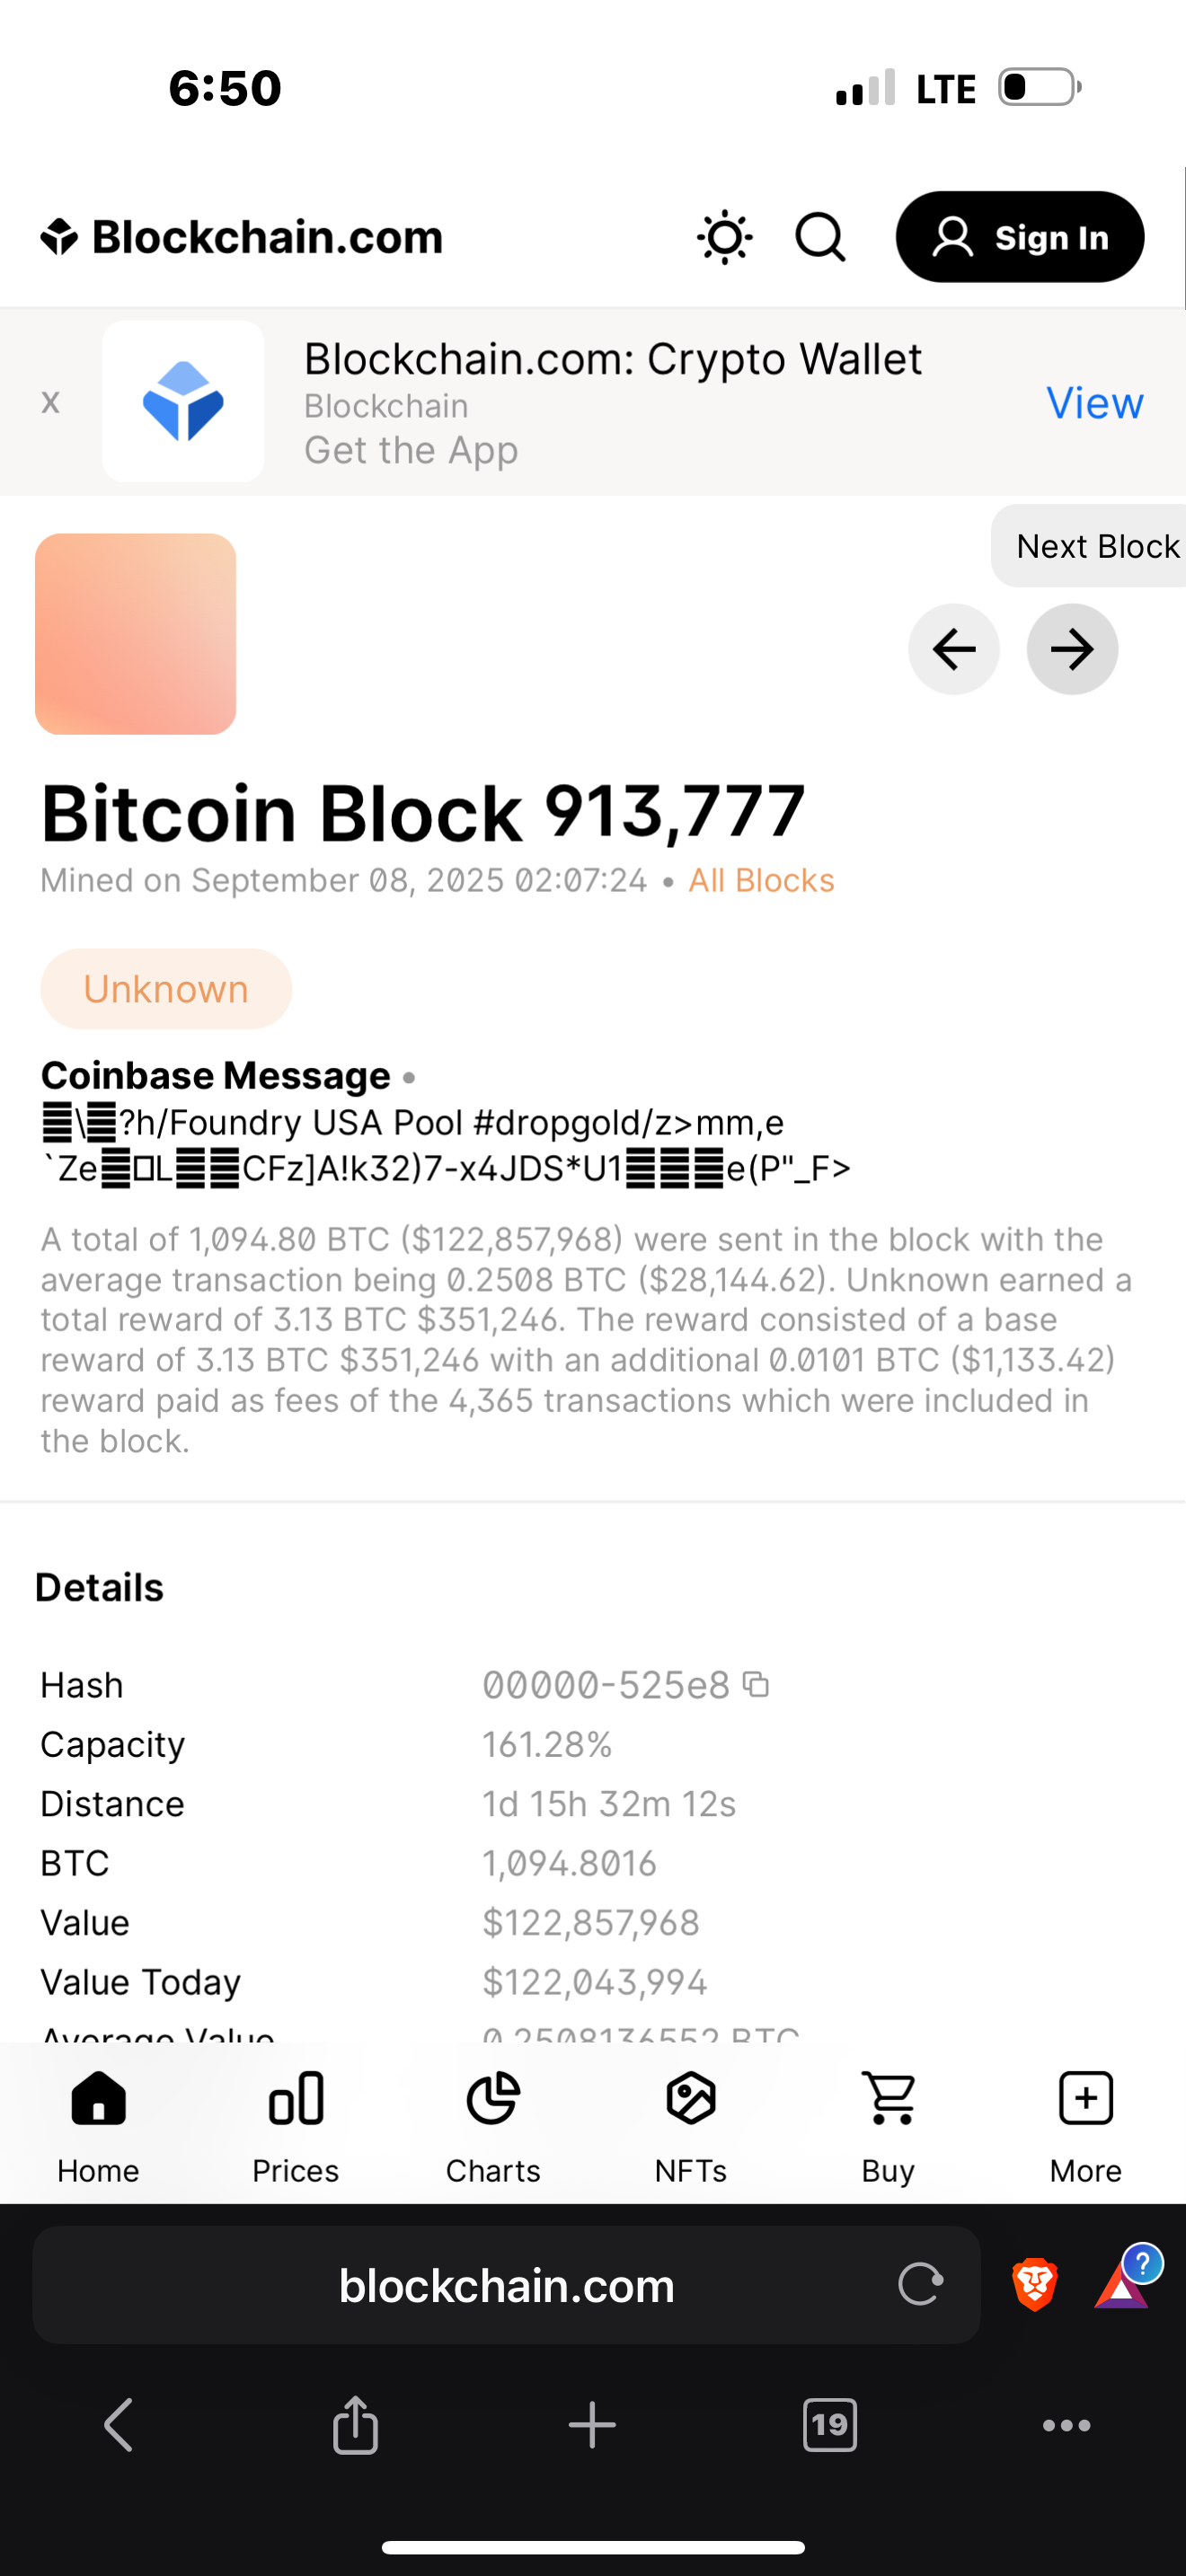 6:50
LTE
Blockchain.com
Sign In
x
Blockchain.com: Crypto Wallet
Blockchain
Get the App
View
Next Block
Bitcoin Block 913,777
Mined on September 08, 2025 02:07:24 • All Blocks
Unknown
Coinbase Message •
\ ?h/Foundry USA Pool #dropgold/z>mm,e
`Ze L CFz]A!k32)7-x4JDS*U1 e(P"_F>
A total of 1,094.80 BTC ($122,857,968) were sent in the block with the
average transaction being 0.2508 BTC ($28,144.62). Unknown earned a
total reward of 3.13 BTC $351,246. The reward consisted of a base
reward of 3.13 BTC $351,246 with an additional 0.0101 BTC ($1,133.42)
reward paid as fees of the 4,365 transactions which were included in
the block.
Details
Hash 00000-525e8
Capacity 161.28%
Distance 1d 15h 32m 12s
BTC 1,094.8016
Value $122,857,968
Value Today $122,043,994
Average Value 0.2508136552 BTC
Home Prices Charts NFTs Buy More
blockchain.com
?
19